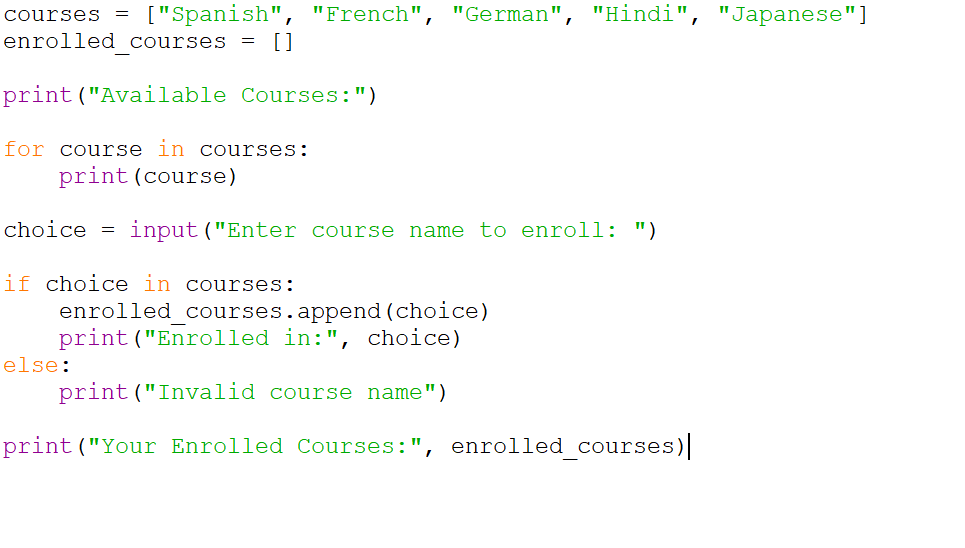 courses = ["Spanish", "French", "German", "Hindi", "Japanese"]
enrolled_courses = []

print("Available Courses:")

for course in courses:
    print(course)

choice = input("Enter course name to enroll: ")

if choice in courses:
    enrolled_courses.append(choice)
    print("Enrolled in:", choice)
else:
    print("Invalid course name")

print("Your Enrolled Courses:", enrolled_courses)